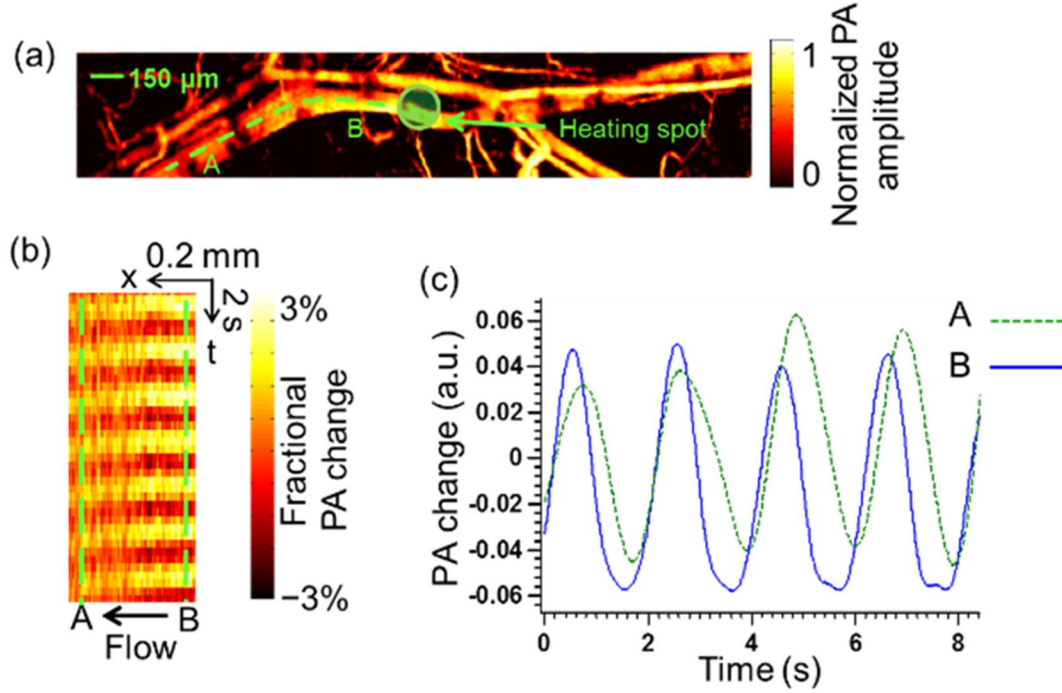 (a)
150 µm
A
B
Heating spot
1
0
Normalized PA
amplitude
(b)
0.2 mm
x
2 s
t
3%
−3%
Fractional
PA change
A
B
Flow
(c)
A
B
PA change (a.u.)
0.06
0.04
0.02
0
-0.02
-0.04
-0.06
0 2 4 6 8
Time (s)